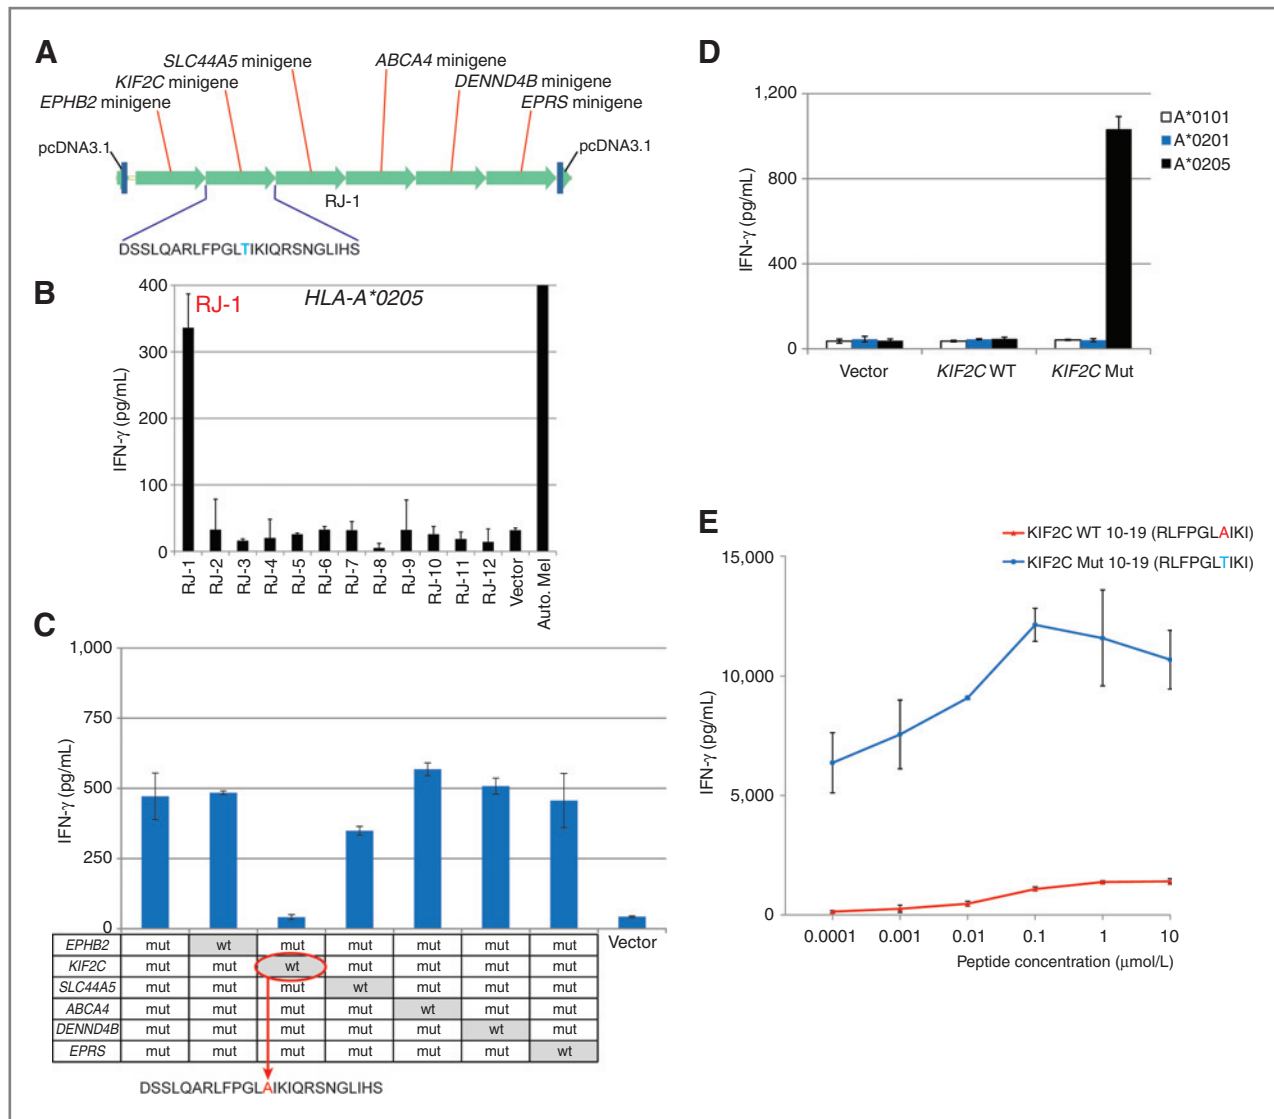 A
SLC44A5 minigene
ABCA4 minigene
KIF2C minigene
DENND4B minigene
EPHB2 minigene
EPRS minigene
pcDNA3.1
pcDNA3.1
RJ-1
DSSLQARLFPGLTIKIQRSNGLIHS
B
HLA-A*0205
RJ-1
IFN-γ (pg/mL)
400
300
200
100
0
RJ-1
RJ-2
RJ-3
RJ-4
RJ-5
RJ-6
RJ-7
RJ-8
RJ-9
RJ-10
RJ-11
RJ-12
Vector
Auto. Mel
C
IFN-γ (pg/mL)
1,000
750
500
250
0
Vector
EPHB2 mut wt mut mut mut mut mut
KIF2C mut mut wt mut mut mut mut
SLC44A5 mut mut mut wt mut mut mut
ABCA4 mut mut mut mut wt mut mut
DENND4B mut mut mut mut mut wt mut
EPRS mut mut mut mut mut mut wt
DSSLQARLFPGLAIKIQRSNGLIHS
D
IFN-γ (pg/mL)
1,200
800
400
0
A*0101
A*0201
A*0205
Vector KIF2C WT KIF2C Mut
E
KIF2C WT 10-19 (RLFPGLAIKI)
KIF2C Mut 10-19 (RLFPGLTIKI)
IFN-γ (pg/mL)
15,000
10,000
5,000
0
0.0001 0.001 0.01 0.1 1 10
Peptide concentration (μmol/L)